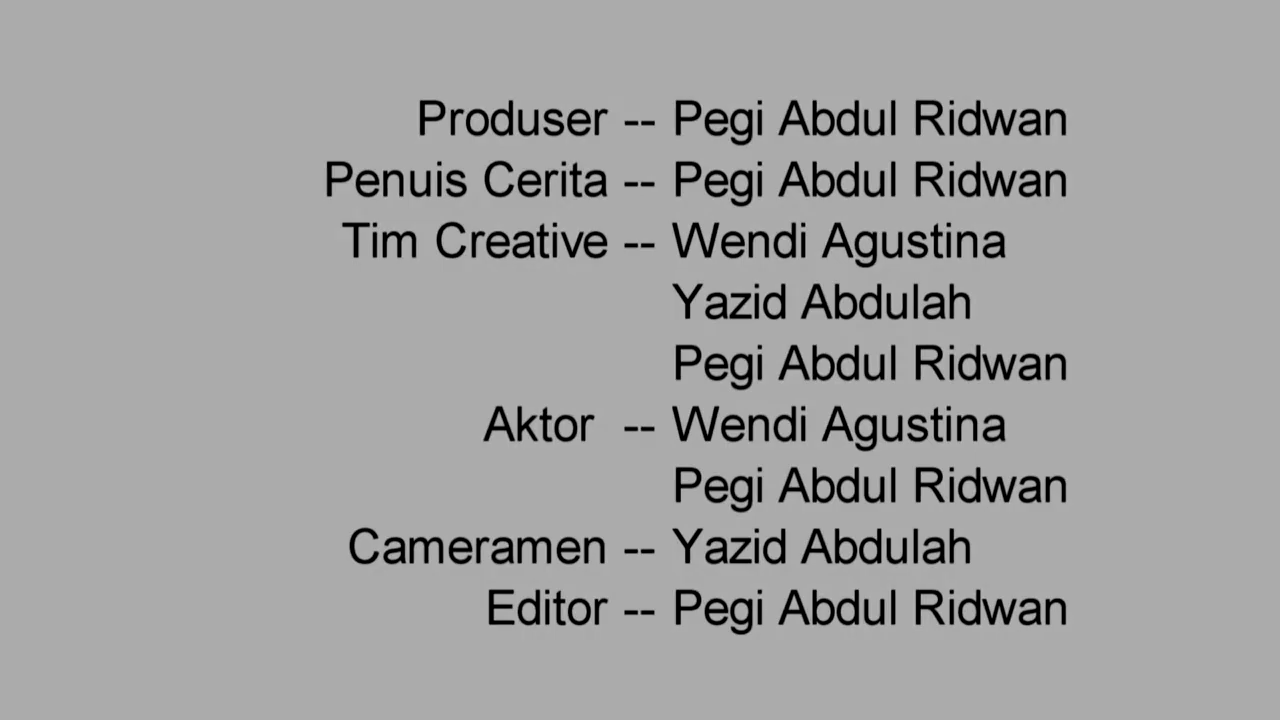 Produser -- Pegi Abdul Ridwan
Penuis Cerita -- Pegi Abdul Ridwan
Tim Creative -- Wendi Agustina
Yazid Abdulah
Pegi Abdul Ridwan
Aktor -- Wendi Agustina
Pegi Abdul Ridwan
Cameramen -- Yazid Abdulah
Editor -- Pegi Abdul Ridwan